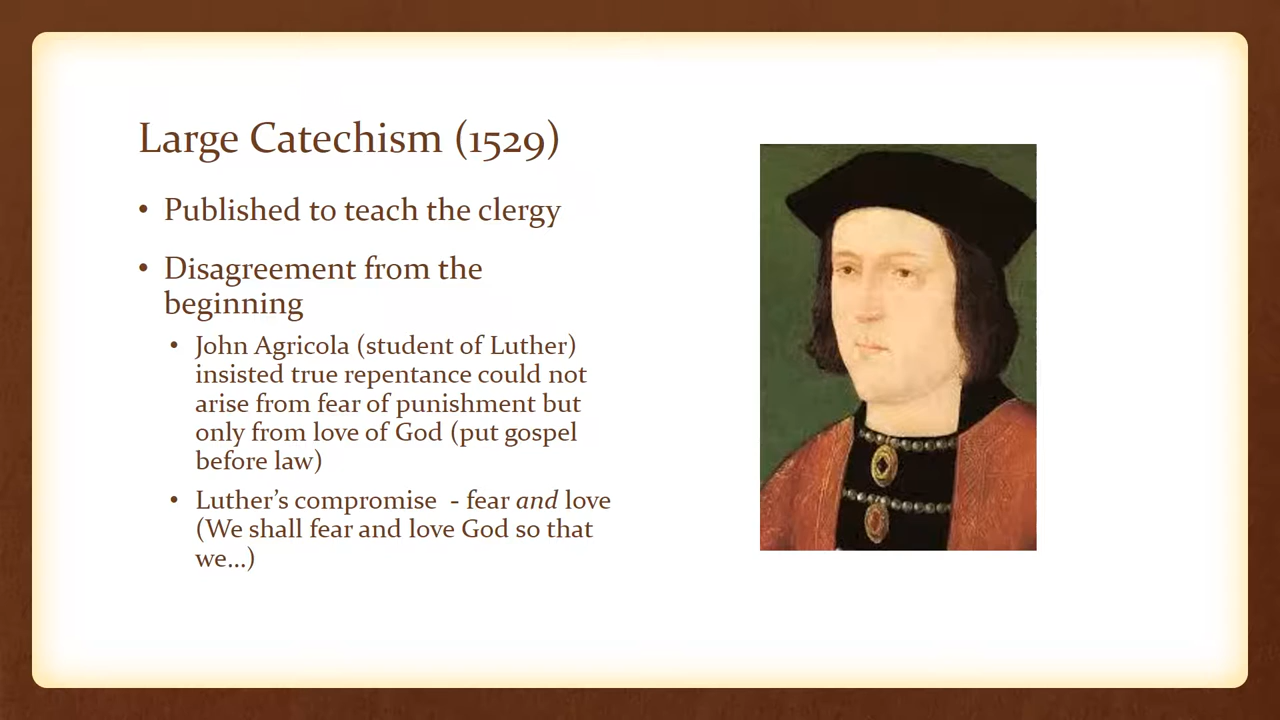 Large Catechism (1529)
• Published to teach the clergy
• Disagreement from the
beginning
• John Agricola (student of Luther)
insisted true repentance could not
arise from fear of punishment but
only from love of God (put gospel
before law)
• Luther’s compromise  - fear and love
(We shall fear and love God so that
we…)